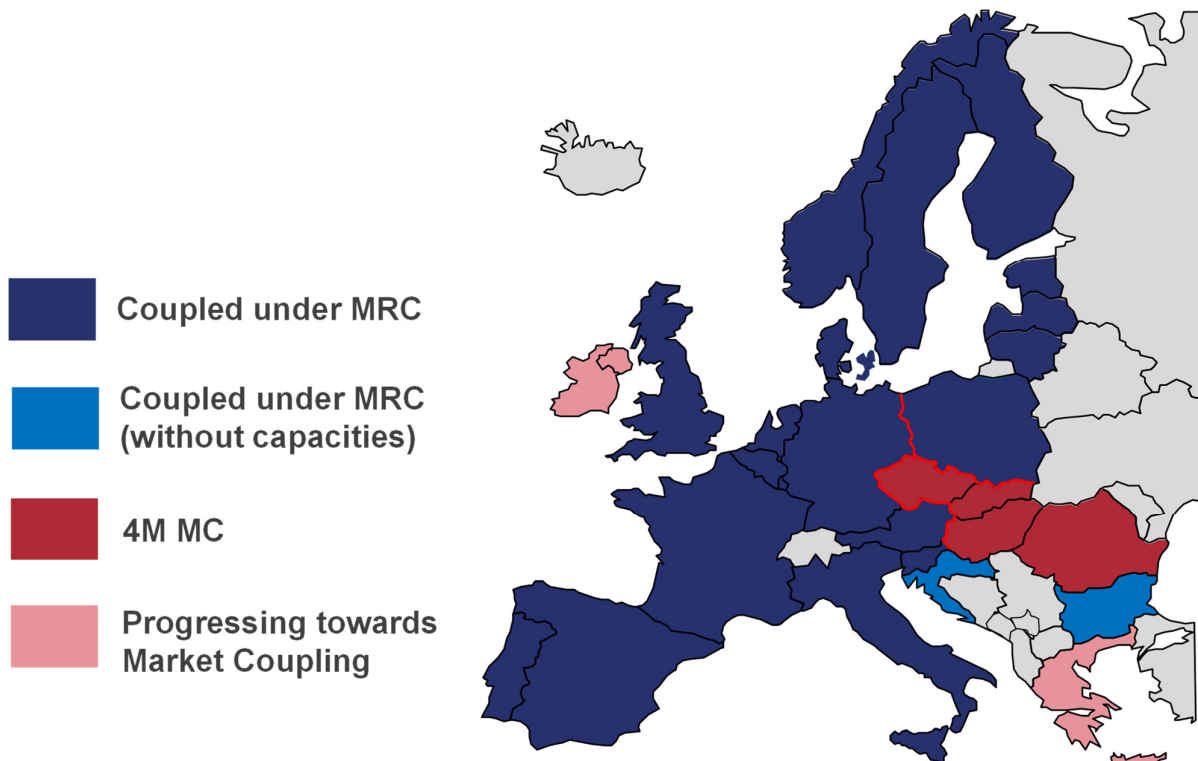 Coupled under MRC
Coupled under MRC
(without capacities)
4M MC
Progressing towards
Market Coupling